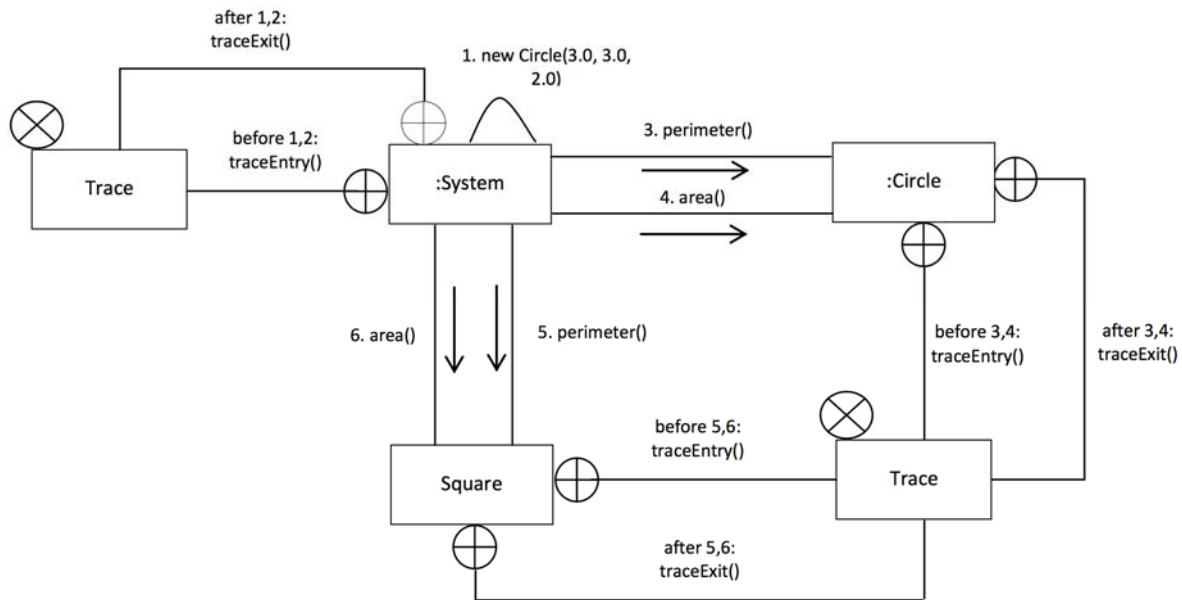 after 1,2:
traceExit()
1. new Circle(3.0, 3.0,
2.0)
before 1,2:
traceEntry()
3. perimeter()
Trace
:System
:Circle
4. area()
6. area()
5. perimeter()
before 3,4:
traceEntry()
after 3,4:
traceExit()
before 5,6:
traceEntry()
Square
Trace
after 5,6:
traceExit()